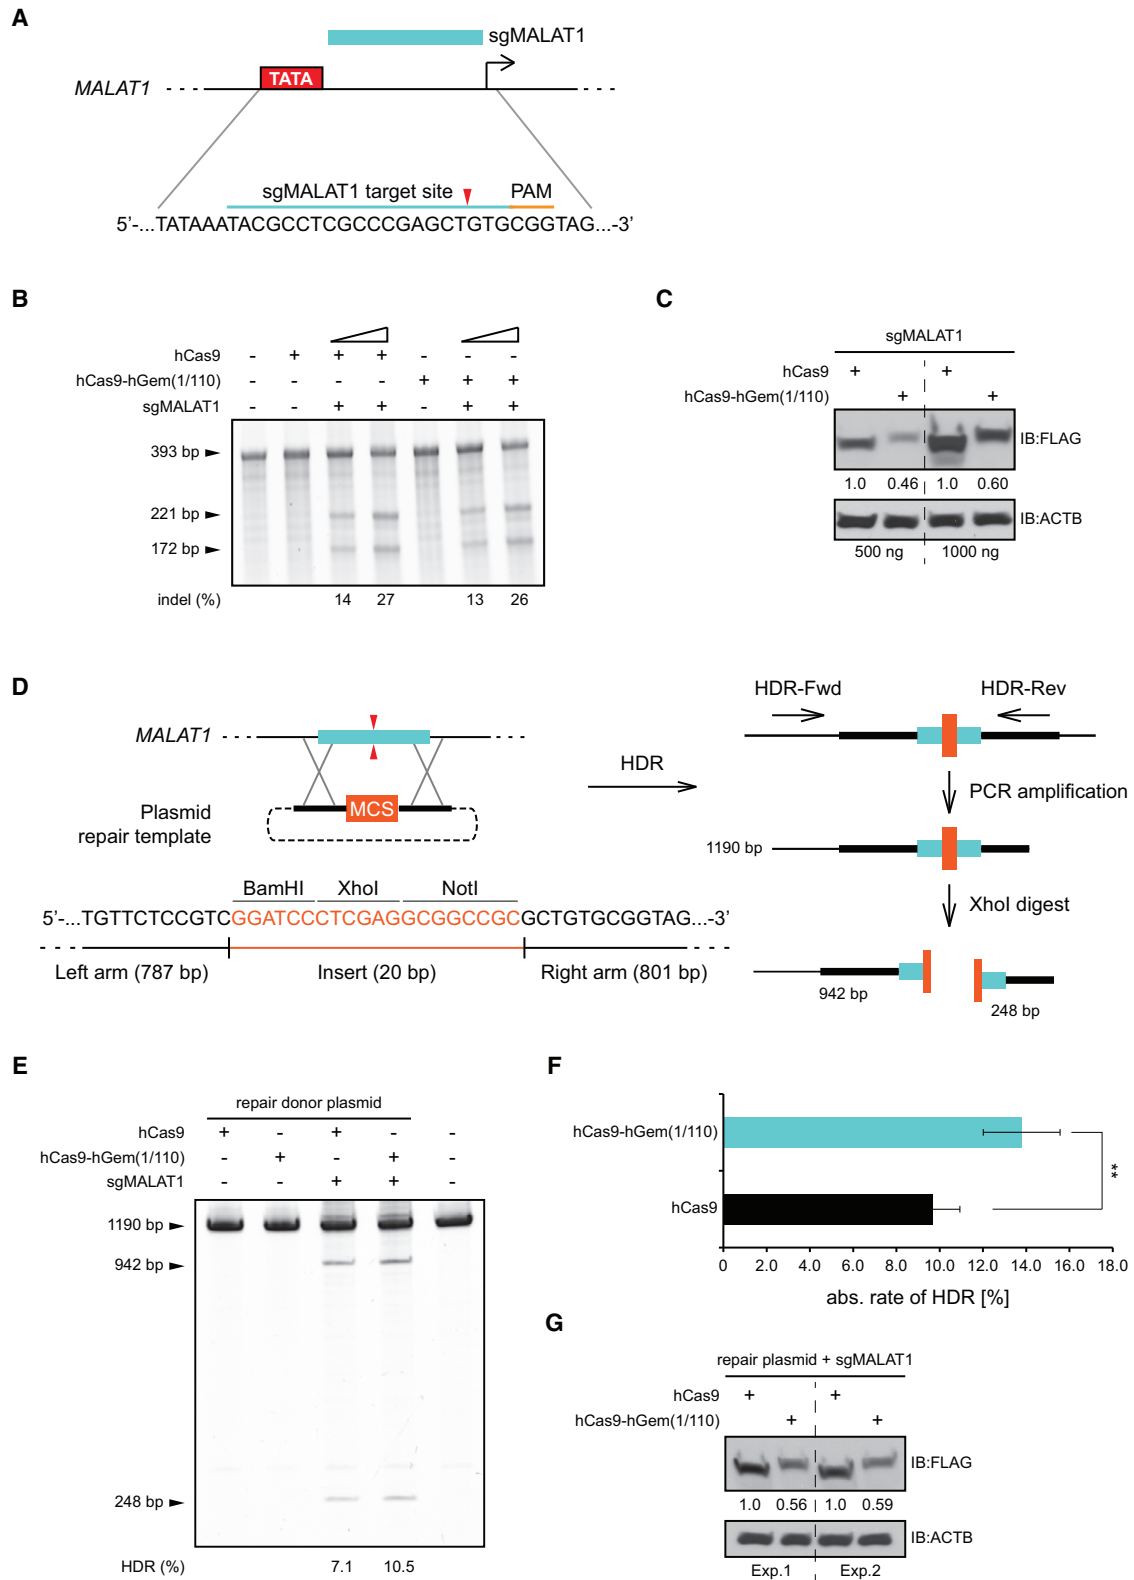 A
sgMALAT1
TATA
MALAT1
sgMALAT1 target site
PAM
5'-...TATAAATACGCCTCGCCCGAGCTGTGCGGTAG...-3'
B
hCas9 - + + + - - -
hCas9-hGem(1/110) - - - - + + +
sgMALAT1 - - + + - + +
393 bp
221 bp
172 bp
indel (%) 14 27 13 26
C
sgMALAT1
hCas9 + +
hCas9-hGem(1/110) + +
IB:FLAG
1.0 0.46 1.0 0.60
IB:ACTB
500 ng 1000 ng
D
MALAT1
MCS
Plasmid
repair template
HDR
BamHI XhoI NotI
5'-...TGTTCTCCGTCGGATCCCTCGAGGCGGCCGCGCTGTGCGGTAG...-3'
Left arm (787 bp) Insert (20 bp) Right arm (801 bp)
HDR-Fwd HDR-Rev
PCR amplification
1190 bp
XhoI digest
942 bp
248 bp
E
repair donor plasmid
hCas9 + - + - -
hCas9-hGem(1/110) - + - + -
sgMALAT1 - - + + -
1190 bp
942 bp
248 bp
HDR (%) 7.1 10.5
F
hCas9-hGem(1/110)
**
hCas9
0 2.0 4.0 6.0 8.0 10.0 12.0 14.0 16.0 18.0
abs. rate of HDR [%]
G
repair plasmid + sgMALAT1
hCas9 + +
hCas9-hGem(1/110) + +
IB:FLAG
1.0 0.56 1.0 0.59
IB:ACTB
Exp.1 Exp.2